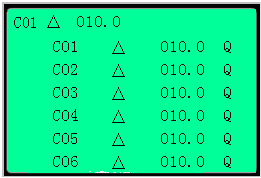 C01 △ 010.0
C01 △ 010.0 Q
C02 △ 010.0 Q
C03 △ 010.0 Q
C04 △ 010.0 Q
C05 △ 010.0 Q
C06 △ 010.0 Q